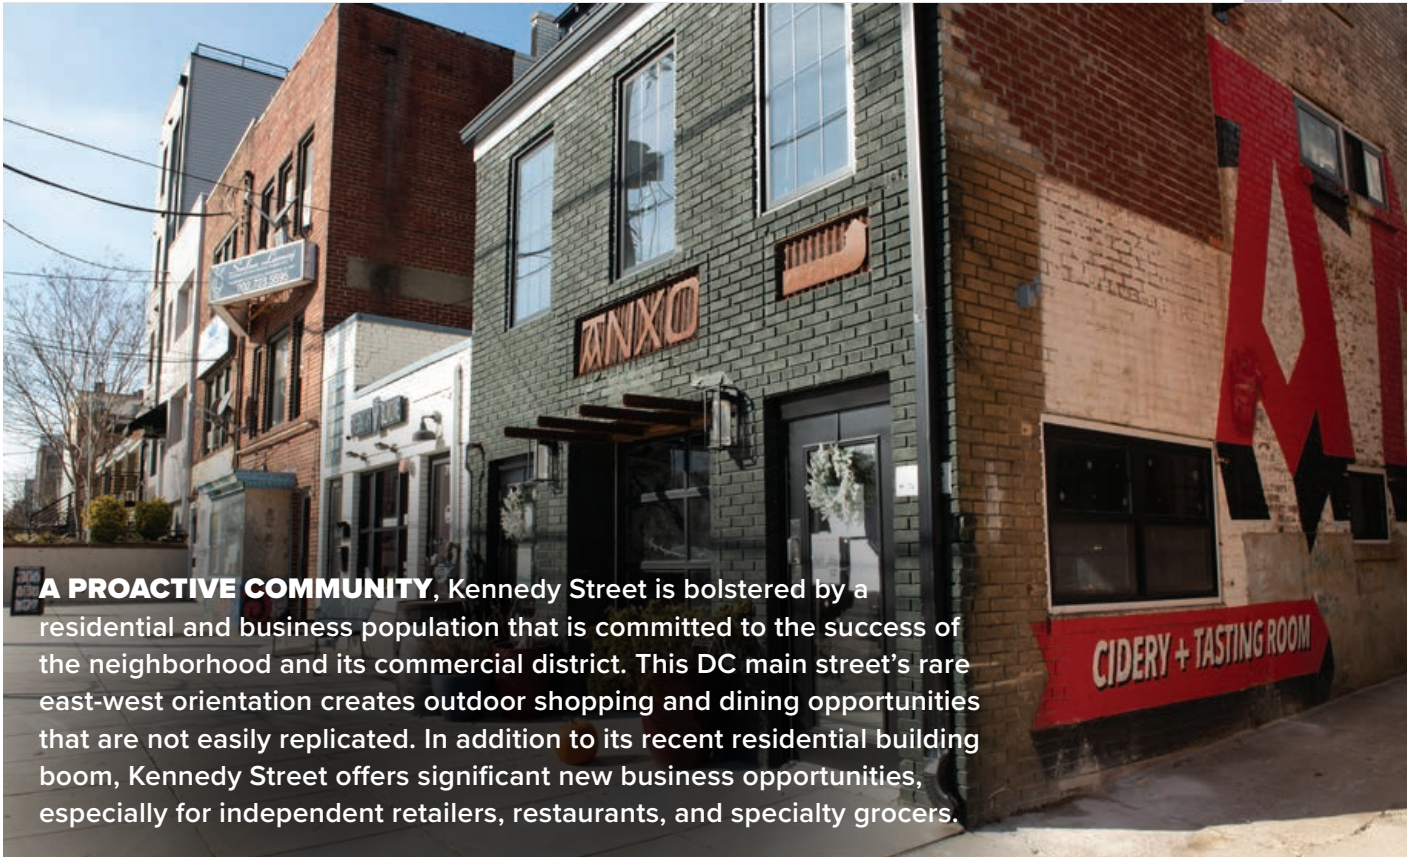 ANXO
CIDERY + TASTING ROOM
A PROACTIVE COMMUNITY, Kennedy Street is bolstered by a
residential and business population that is committed to the success of
the neighborhood and its commercial district. This DC main street’s rare
east-west orientation creates outdoor shopping and dining opportunities
that are not easily replicated. In addition to its recent residential building
boom, Kennedy Street offers significant new business opportunities,
especially for independent retailers, restaurants, and specialty grocers.